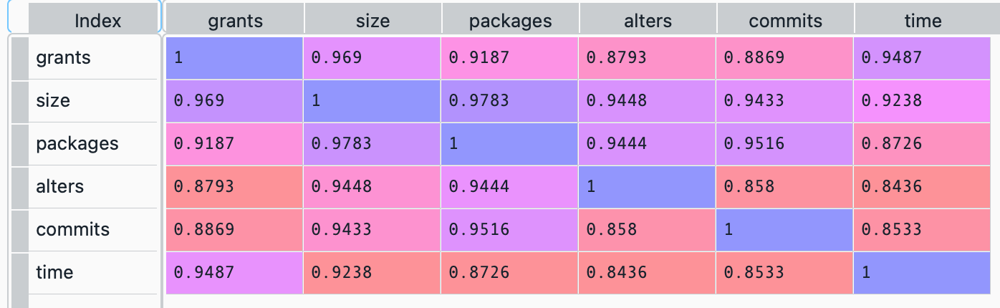 Index grants size packages alters commits time
grants 1 0.969 0.9187 0.8793 0.8869 0.9487
size 0.969 1 0.9783 0.9448 0.9433 0.9238
packages 0.9187 0.9783 1 0.9444 0.9516 0.8726
alters 0.8793 0.9448 0.9444 1 0.858 0.8436
commits 0.8869 0.9433 0.9516 0.858 1 0.8533
time 0.9487 0.9238 0.8726 0.8436 0.8533 1